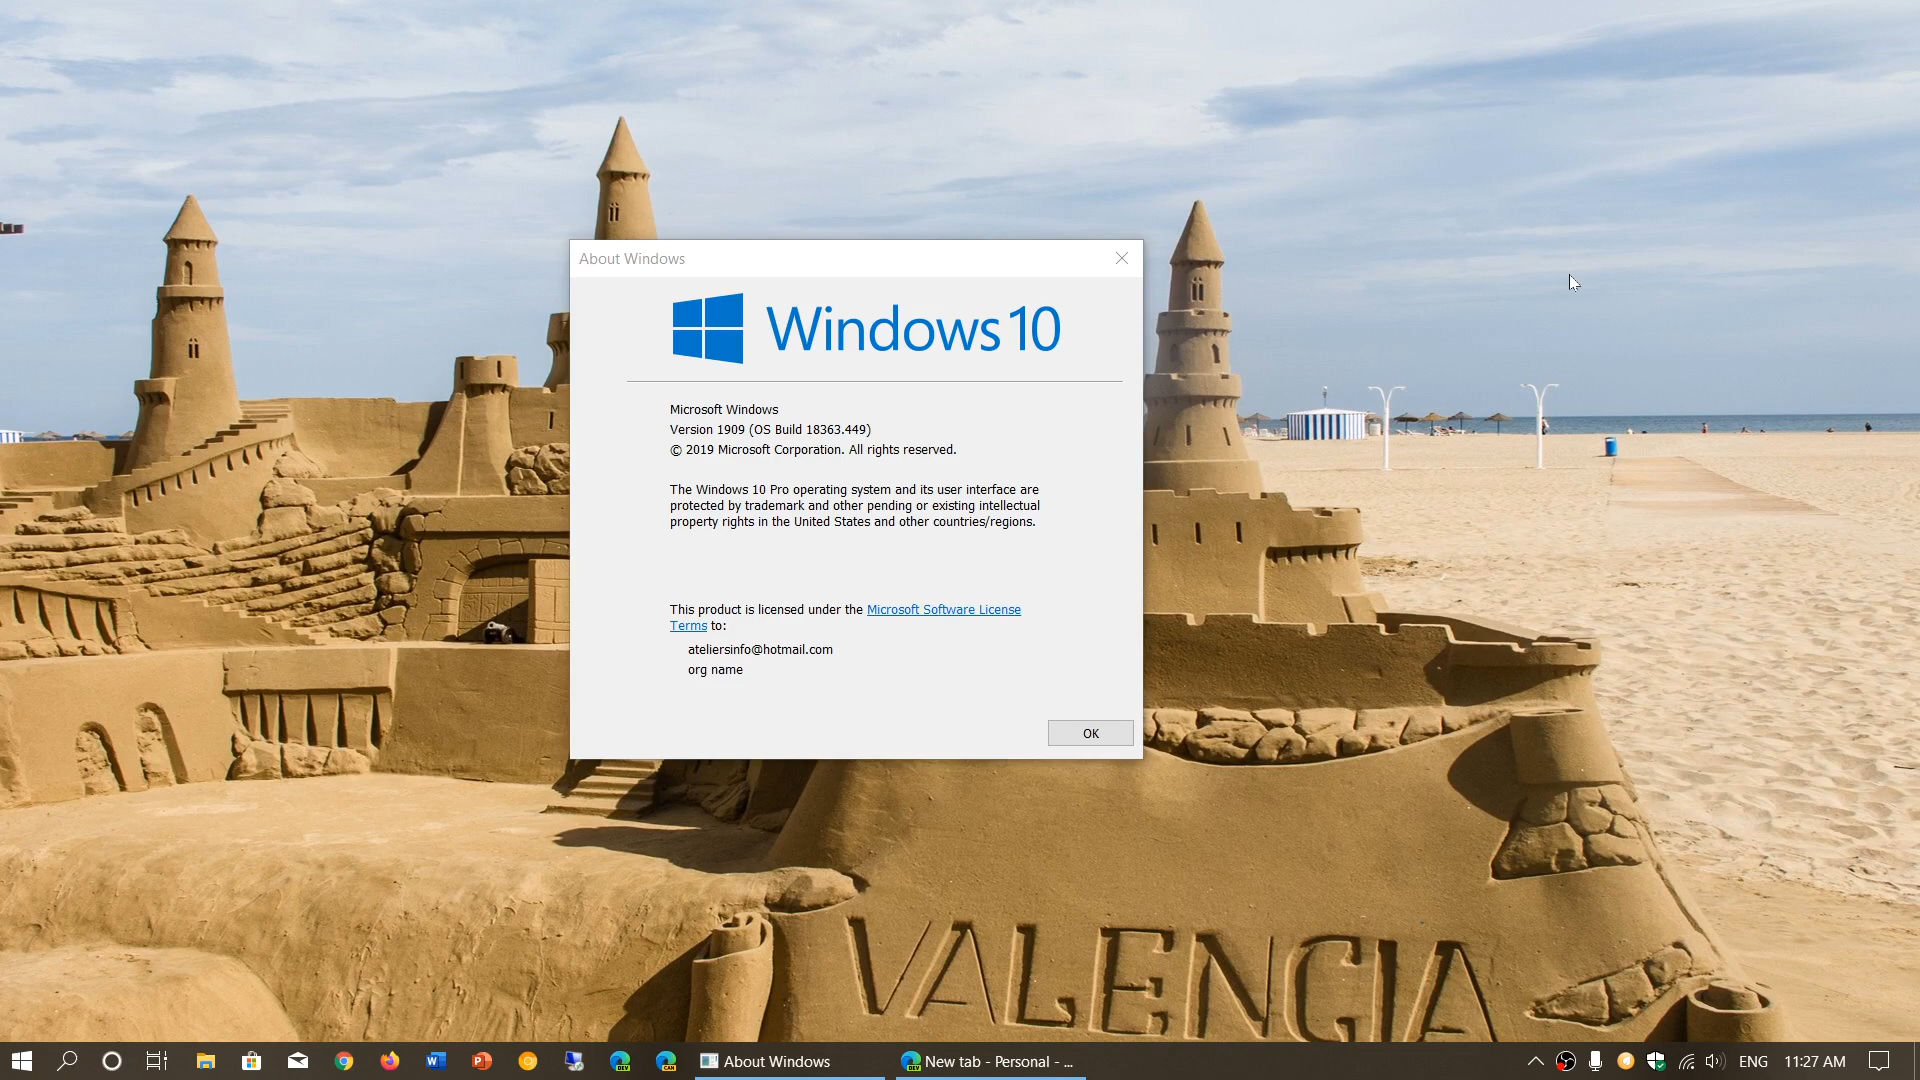 About Windows
Windows 10
Microsoft Windows
Version 1909 (OS Build 18363.449)
© 2019 Microsoft Corporation. All rights reserved.
The Windows 10 Pro operating system and its user interface are
protected by trademark and other pending or existing intellectual
property rights in the United States and other countries/regions.
This product is licensed under the Microsoft Software License
Terms to:
ateliersinfo@hotmail.com
org name
OK
VALENCIA
DEV
CAN
About Windows
DEV
New tab - Personal - ...
ENG
11:27 AM